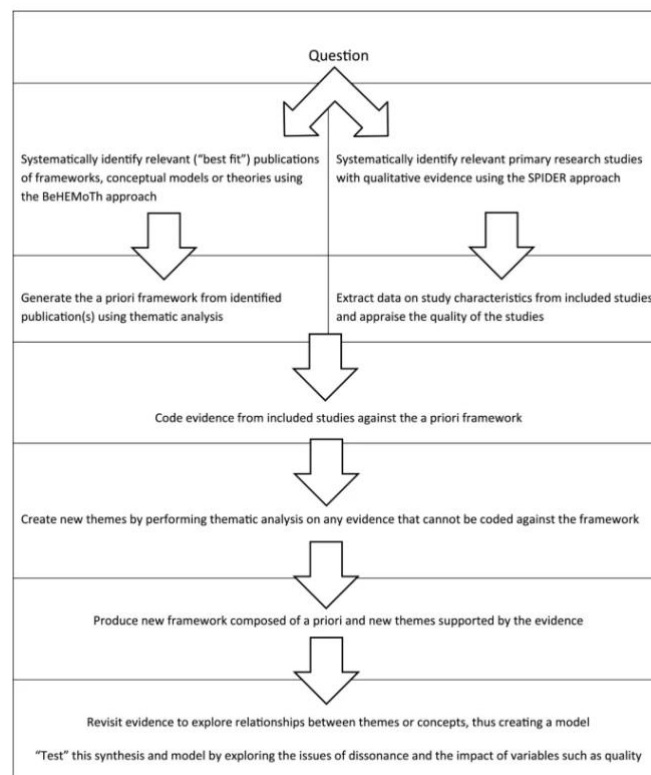 Question
Systematically identify relevant (“best fit”) publications
of frameworks, conceptual models or theories using
the BeHEMoTh approach
Systematically identify relevant primary research studies
with qualitative evidence using the SPIDER approach
Generate the a priori framework from identified
publication(s) using thematic analysis
Extract data on study characteristics from included studies
and appraise the quality of the studies
Code evidence from included studies against the a priori framework
Create new themes by performing thematic analysis on any evidence that cannot be coded against the framework
Produce new framework composed of a priori and new themes supported by the evidence
Revisit evidence to explore relationships between themes or concepts, thus creating a model
“Test” this synthesis and model by exploring the issues of dissonance and the impact of variables such as quality